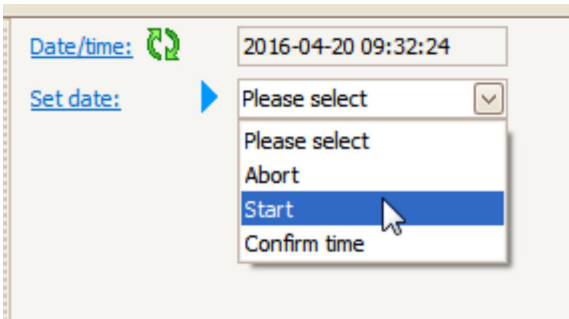 Date/time: 2016-04-20 09:32:24
Set date: Please select
Please select
Abort
Start
Confirm time